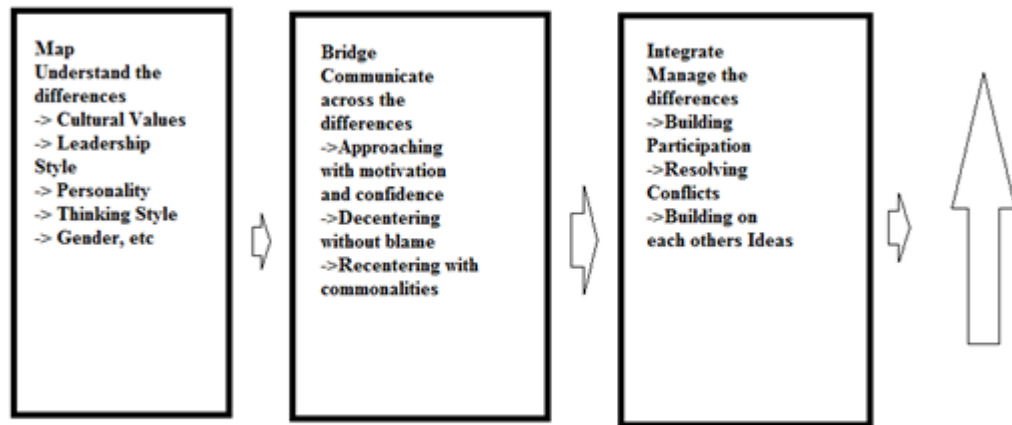 Map
Understand the
differences
-> Cultural Values
-> Leadership
Style
-> Personality
-> Thinking Style
-> Gender, etc
Bridge
Communicate
across the
differences
->Approaching
with motivation
and confidence
->Decentering
without blame
->Recentering with
commonalities
Integrate
Manage the
differences
->Building
Participation
->Resolving
Conflicts
->Building on
each others Ideas